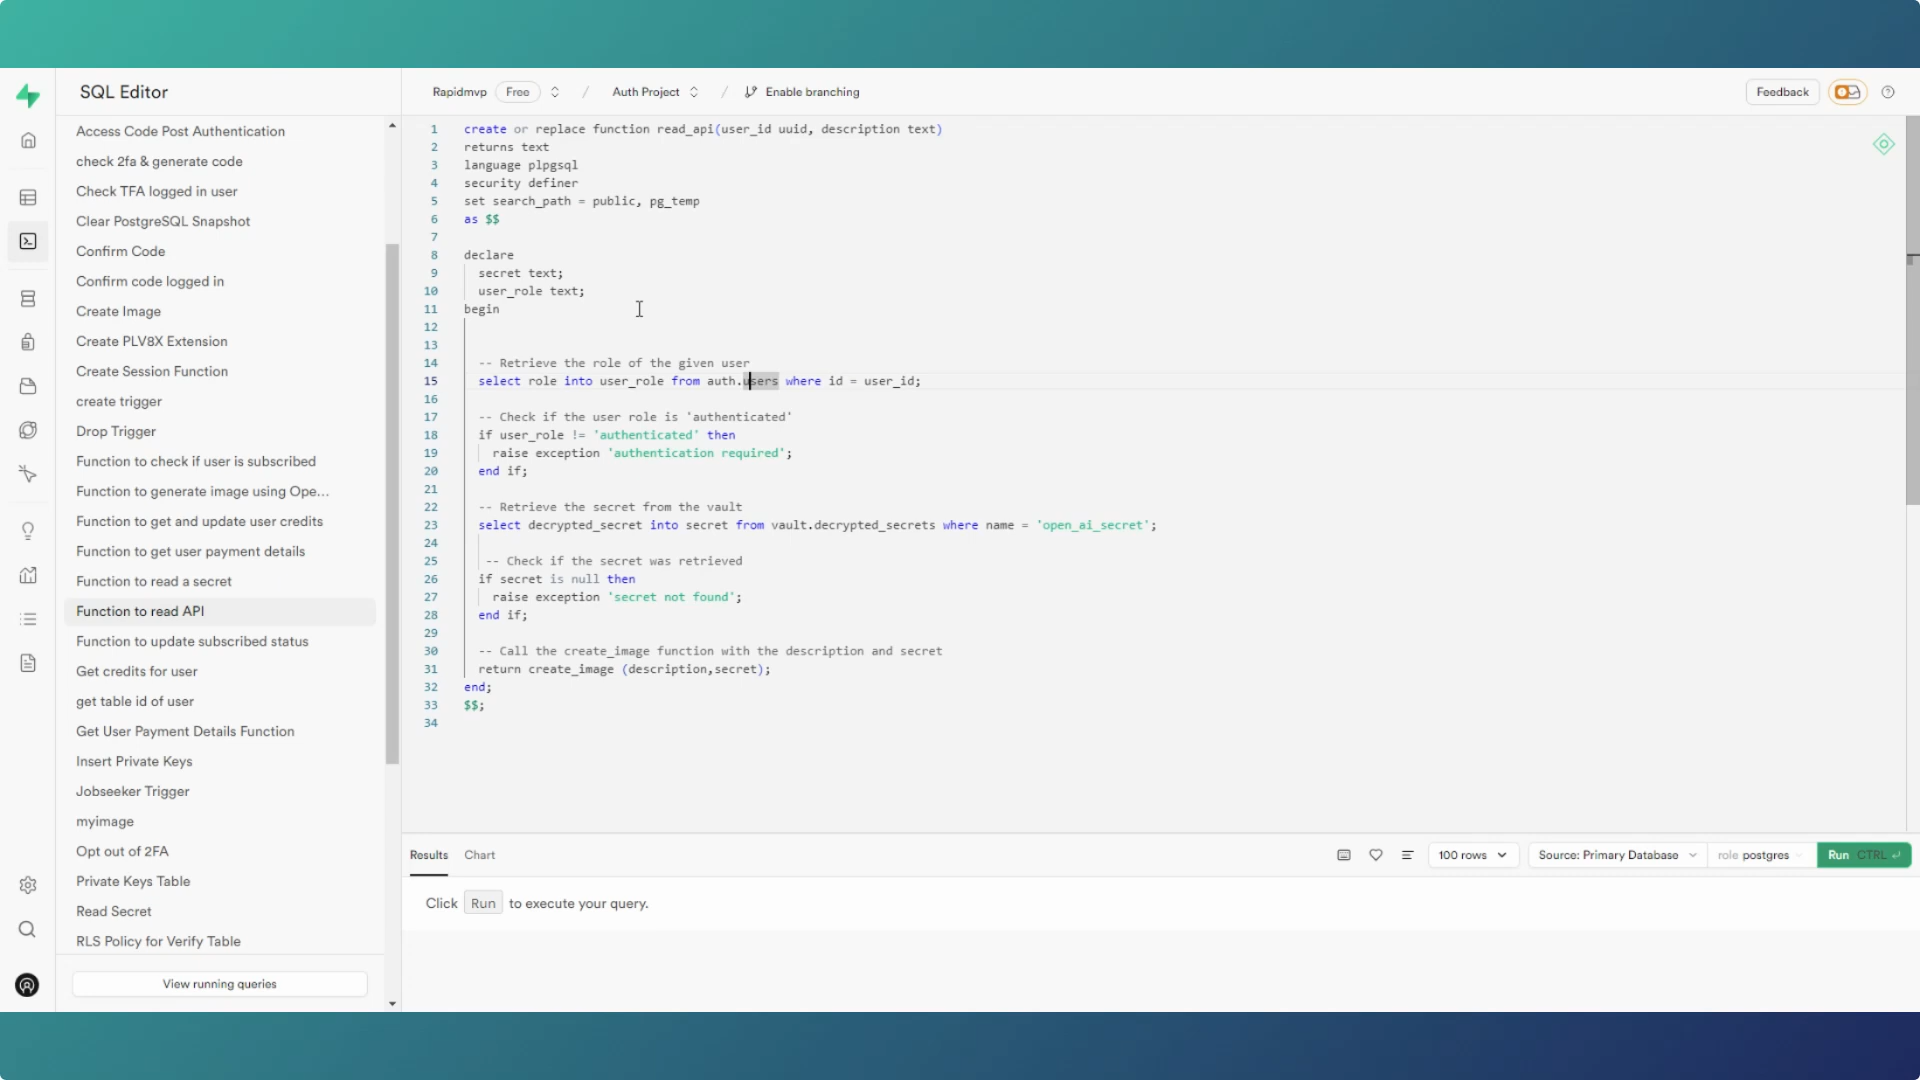 SQL Editor
Access Code Post Authentication
check 2fa & generate code
Check TFA logged in user
Clear PostgreSQL Snapshot
Confirm Code
Confirm code logged in
Create Image
Create PLV8X Extension
Create Session Function
create trigger
Drop Trigger
Function to check if user is subscribed
Function to generate image using Ope...
Function to get and update user credits
Function to get user payment details
Function to read a secret
Function to read API
Function to update subscribed status
Get credits for user
get table id of user
Get User Payment Details Function
Insert Private Keys
Jobseeker Trigger
myimage
Opt out of 2FA
Private Keys Table
Read Secret
RLS Policy for Verify Table
View running queries
Rapidmvp Free / Auth Project / Enable branching
Feedback
1 create or replace function read_api(user_id uuid, description text)
2 returns text
3 language plpgsql
4 security definer
5 set search_path = public, pg_temp
6 as $$
7
8 declare
9 secret text;
10 user_role text;
11 begin
12
13
14 -- Retrieve the role of the given user
15 select role into user_role from auth.users where id = user_id;
16
17 -- Check if the user role is 'authenticated'
18 if user_role != 'authenticated' then
19 raise exception 'authentication required';
20 end if;
21
22 -- Retrieve the secret from the vault
23 select decrypted_secret into secret from vault.decrypted_secrets where name = 'open_ai_secret';
24
25 -- Check if the secret was retrieved
26 if secret is null then
27 raise exception 'secret not found';
28 end if;
29
30 -- Call the create_image function with the description and secret
31 return create_image (description,secret);
32 end;
33 $$;
34
Results Chart
100 rows
Source: Primary Database
role postgres
Run CTRL ↵
Click Run to execute your query.